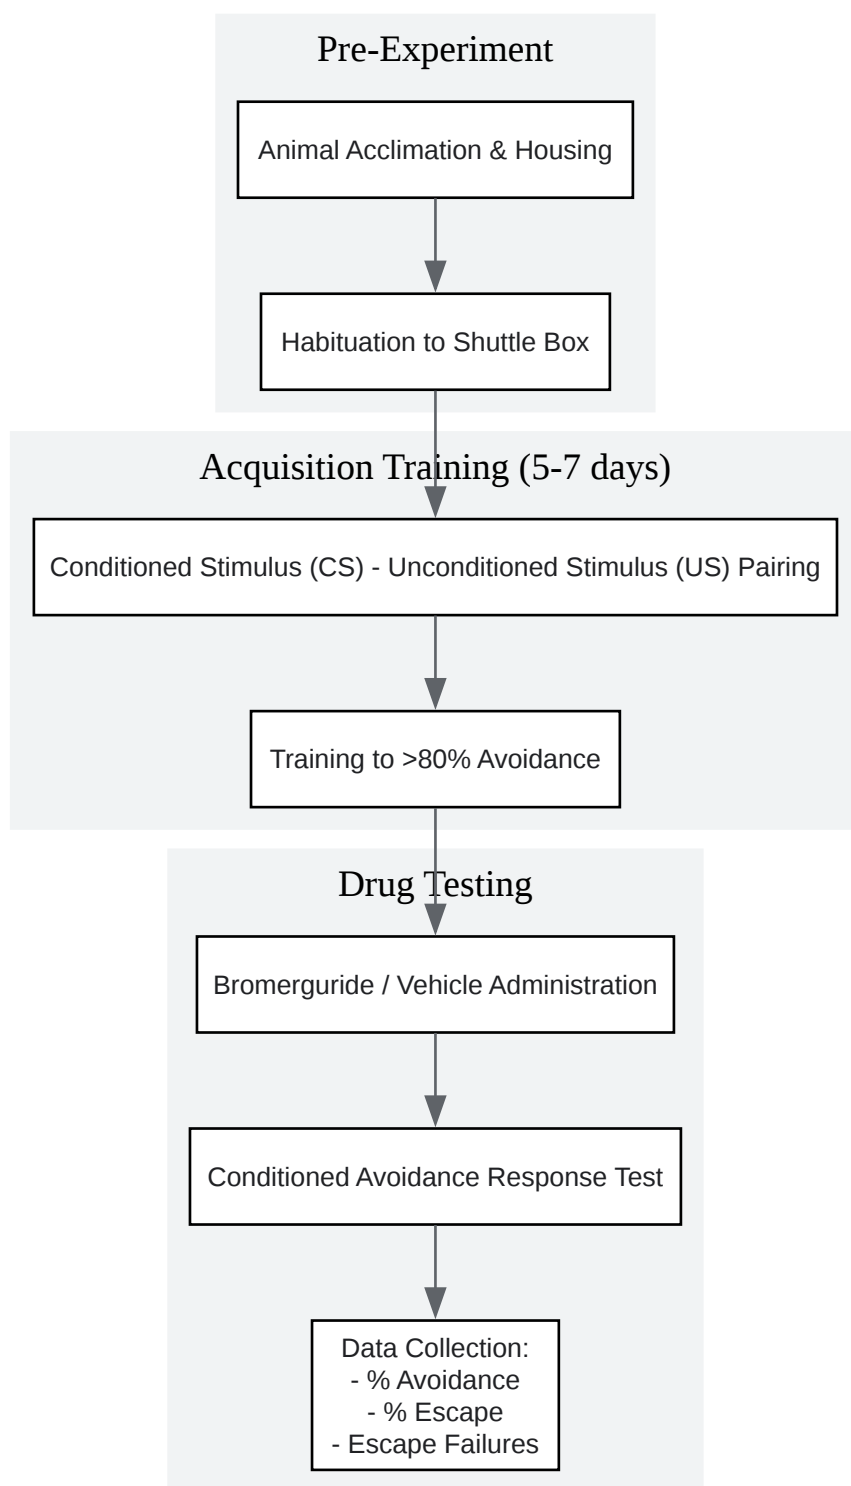 Pre-Experiment
Animal Acclimation & Housing
Habituation to Shuttle Box
Acquisition Training (5-7 days)
Conditioned Stimulus (CS) - Unconditioned Stimulus (US) Pairing
Training to >80% Avoidance
Drug Testing
Bromerguride / Vehicle Administration
Conditioned Avoidance Response Test
Data Collection:
- % Avoidance
- % Escape
- Escape Failures